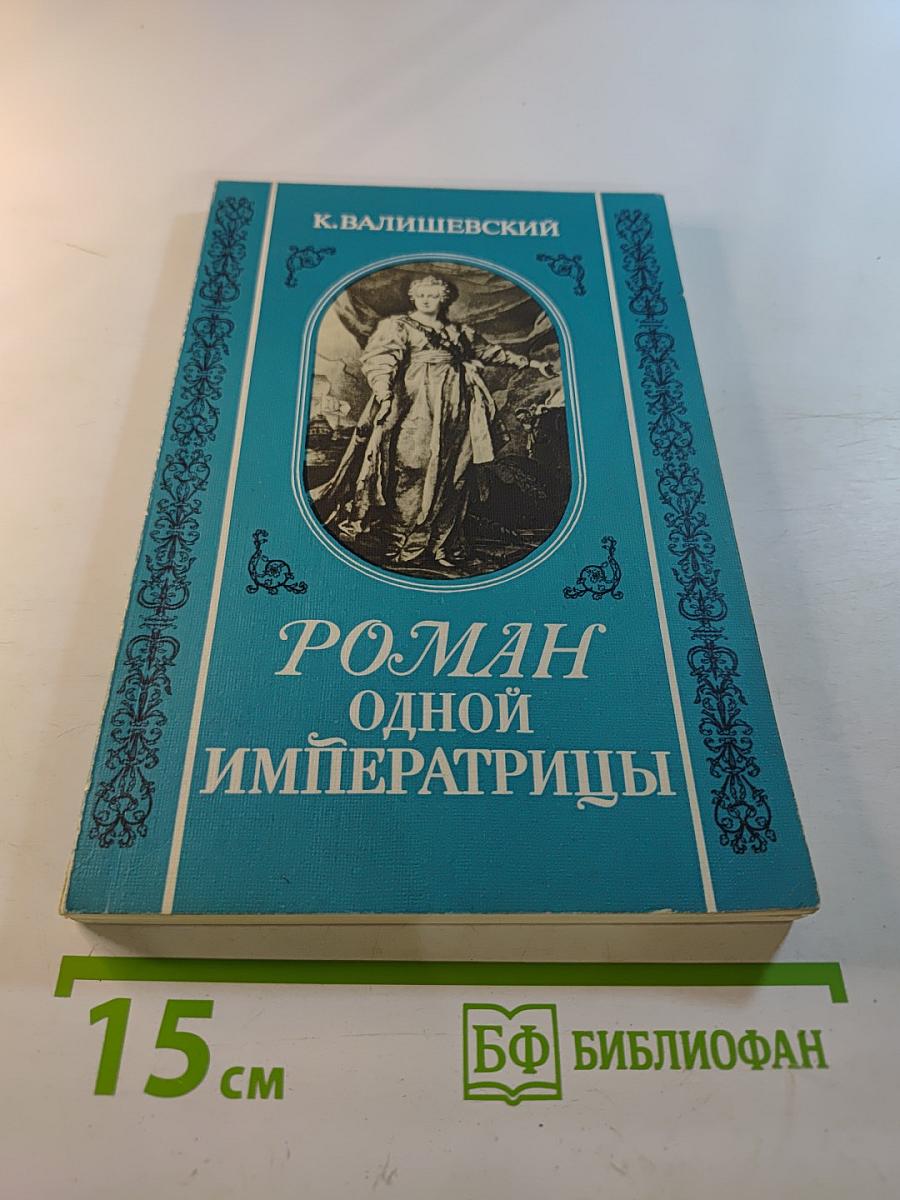 К. ВАЛИШЕВСКИЙ
РОМАН
ОДНОЙ
ИМПЕРАТРИЦЫ
15 см
БФ БИБЛИОФАН